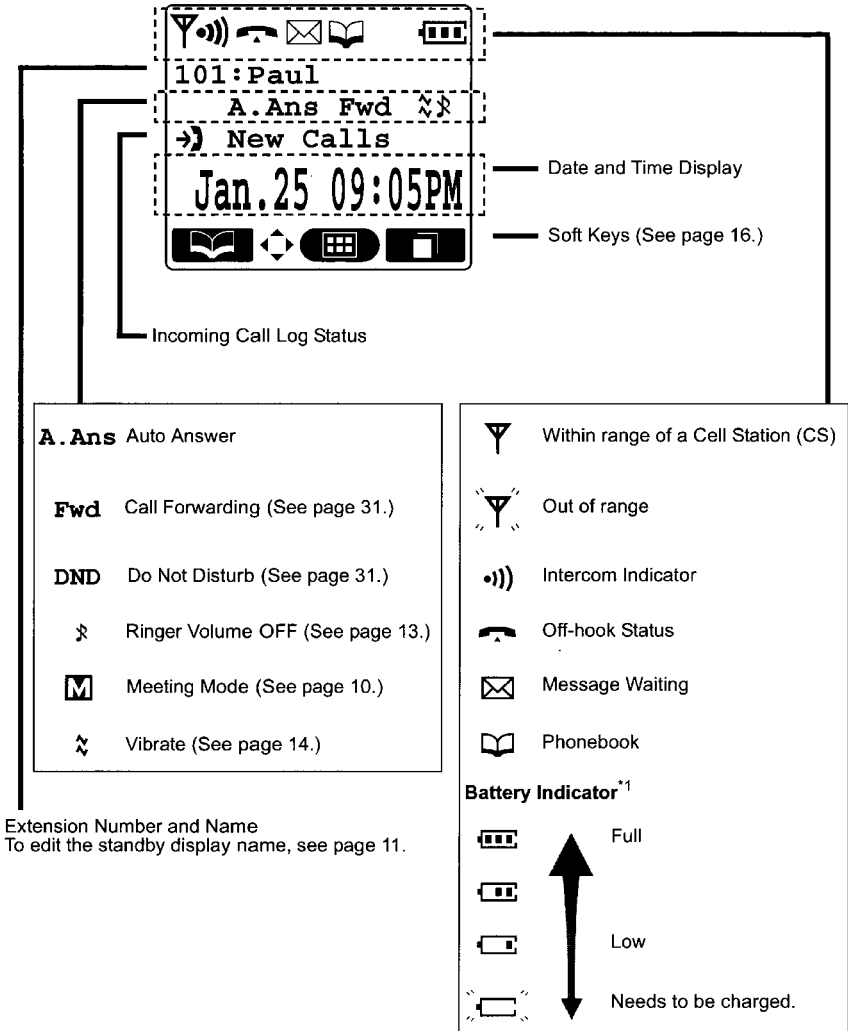 101:Paul
A.Ans Fwd
New Calls
Jan.25 09:05PM
Date and Time Display
Soft Keys (See page 16.)
Incoming Call Log Status
A.Ans Auto Answer
Fwd Call Forwarding (See page 31.)
DND Do Not Disturb (See page 31.)
Ringer Volume OFF (See page 13.)
M Meeting Mode (See page 10.)
Vibrate (See page 14.)
Extension Number and Name
To edit the standby display name, see page 11.
Within range of a Cell Station (CS)
Out of range
Intercom Indicator
Off-hook Status
Message Waiting
Phonebook
Battery Indicator*1
Full
Low
Needs to be charged.